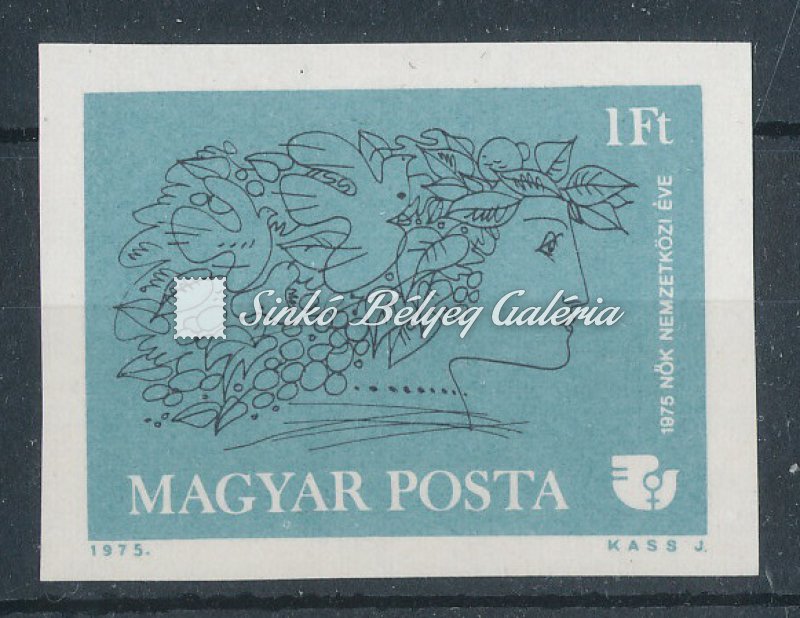 1Ft
1975 NŐK NEMZETKÖZI ÉVE
Sinkó Bélyeg Galéria
MAGYAR POSTA
1975.
KASS J.